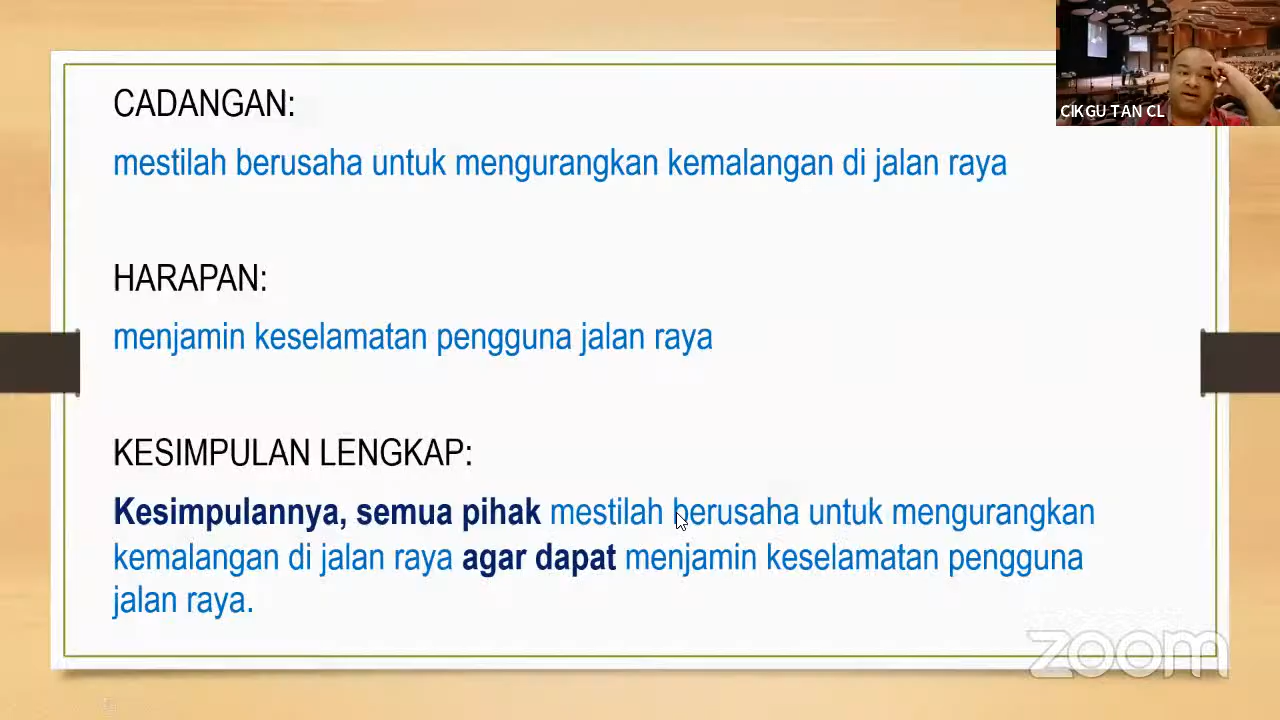 CADANGAN:
mestilah berusaha untuk mengurangkan kemalangan di jalan raya
HARAPAN:
menjamin keselamatan pengguna jalan raya
KESIMPULAN LENGKAP:
Kesimpulannya, semua pihak mestilah berusaha untuk mengurangkan
kemalangan di jalan raya agar dapat menjamin keselamatan pengguna
jalan raya.
CIKGU TAN CL
zoom